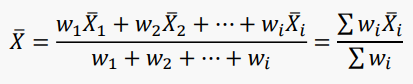 X̄ = (w₁X̄₁ + w₂X̄₂ + ⋯ + wᵢX̄ᵢ) / (w₁ + w₂ + ⋯ + wᵢ) = (∑ wᵢX̄ᵢ) / (∑ wᵢ)